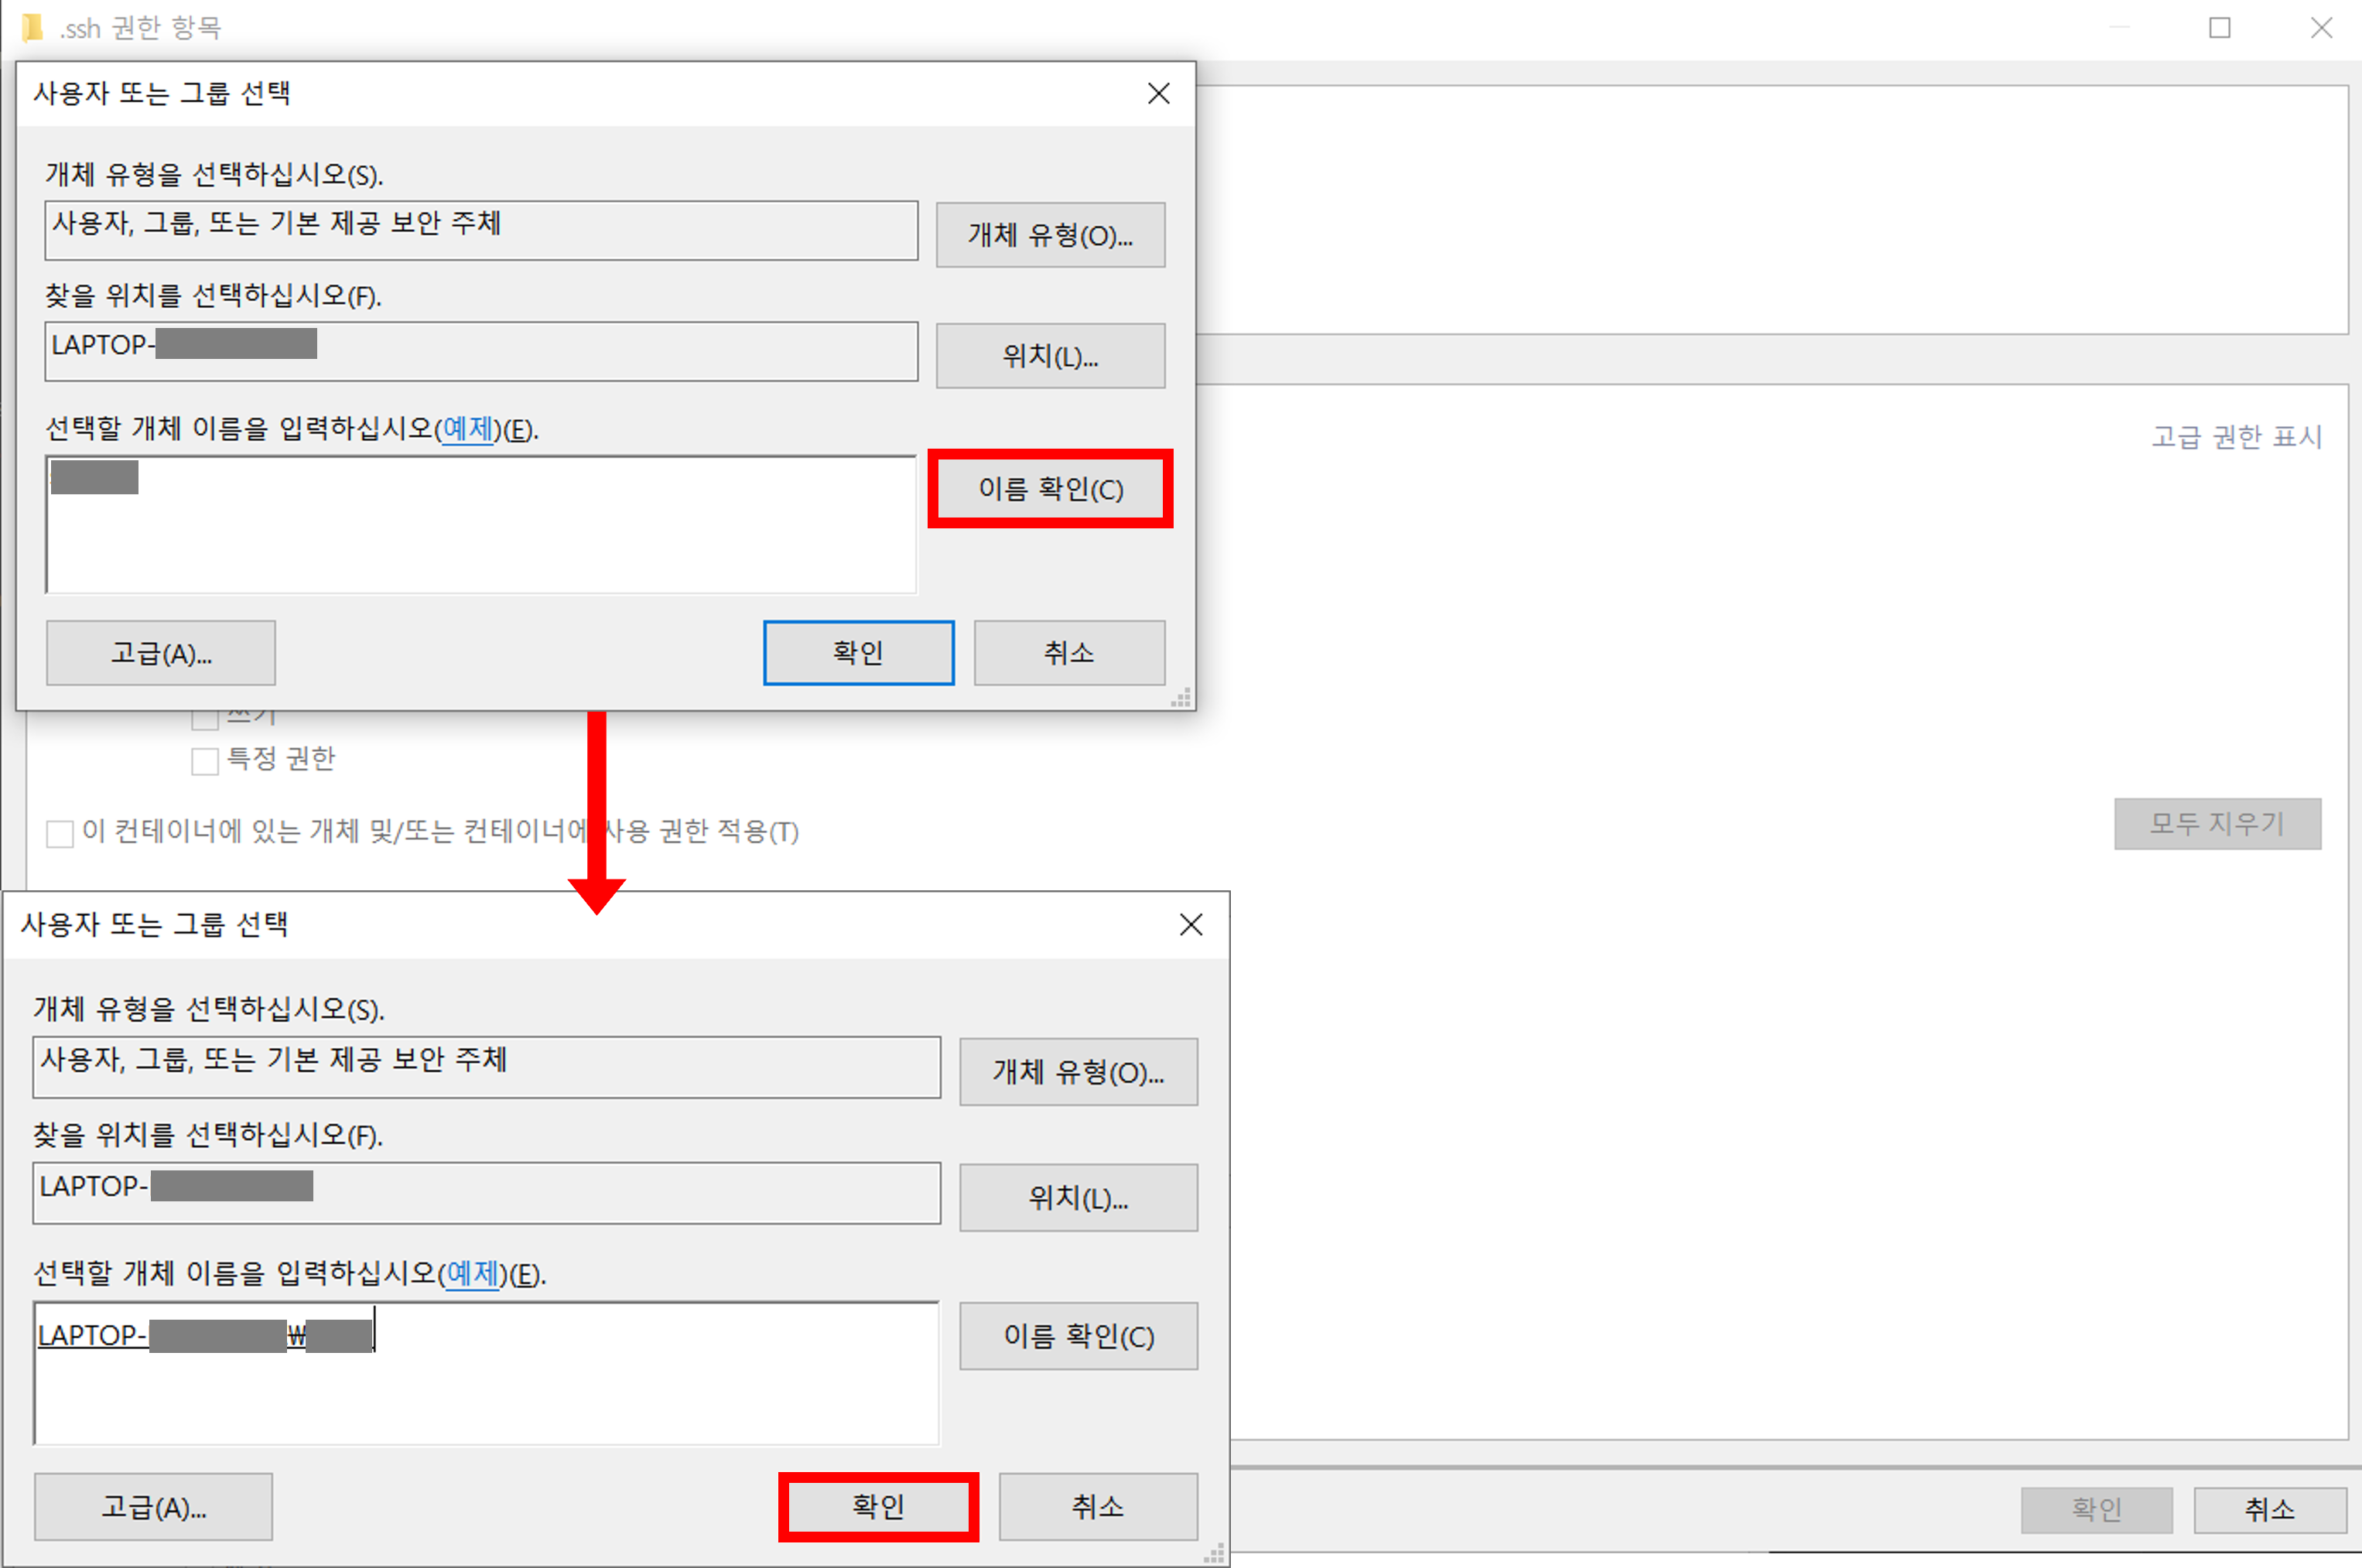 .ssh 권한 항목
사용자 또는 그룹 선택
개체 유형을 선택하십시오(S).
사용자, 그룹, 또는 기본 제공 보안 주체
개체 유형(O)...
찾을 위치를 선택하십시오(F).
LAPTOP-
위치(L)...
선택할 개체 이름을 입력하십시오(예제)(E).
이름 확인(C)
고급(A)...
확인
취소
고급 권한 표시
쓰기
특정 권한
이 컨테이너에 있는 개체 및/또는 컨테이너에 사용 권한 적용(T)
모두 지우기
사용자 또는 그룹 선택
개체 유형을 선택하십시오(S).
사용자, 그룹, 또는 기본 제공 보안 주체
개체 유형(O)...
찾을 위치를 선택하십시오(F).
LAPTOP-
위치(L)...
선택할 개체 이름을 입력하십시오(예제)(E).
LAPTOP- ₩
이름 확인(C)
고급(A)...
확인
취소
확인
취소